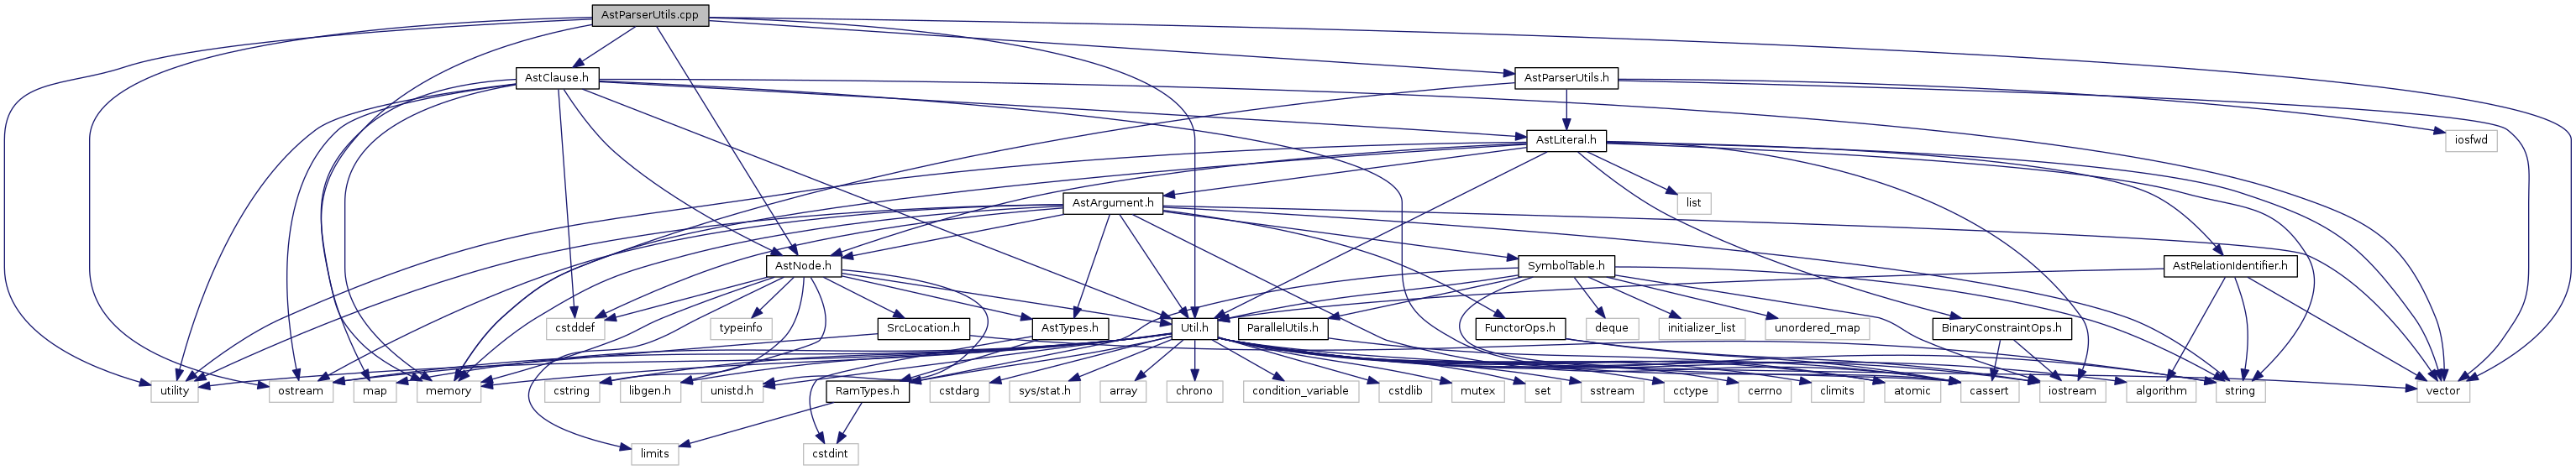 AstParserUtils.cpp
AstClause.h
AstParserUtils.h
AstLiteral.h
iosfwd
AstArgument.h
list
AstNode.h
SymbolTable.h
AstRelationIdentifier.h
cstddef
typeinfo
SrcLocation.h
AstTypes.h
Util.h
ParallelUtils.h
FunctorOps.h
deque
initializer_list
unordered_map
BinaryConstraintOps.h
utility
ostream
map
memory
cstring
libgen.h
unistd.h
RamTypes.h
cstdarg
sys/stat.h
array
chrono
condition_variable
cstdlib
mutex
set
sstream
cctype
cerrno
climits
atomic
cassert
iostream
algorithm
string
vector
limits
cstdint